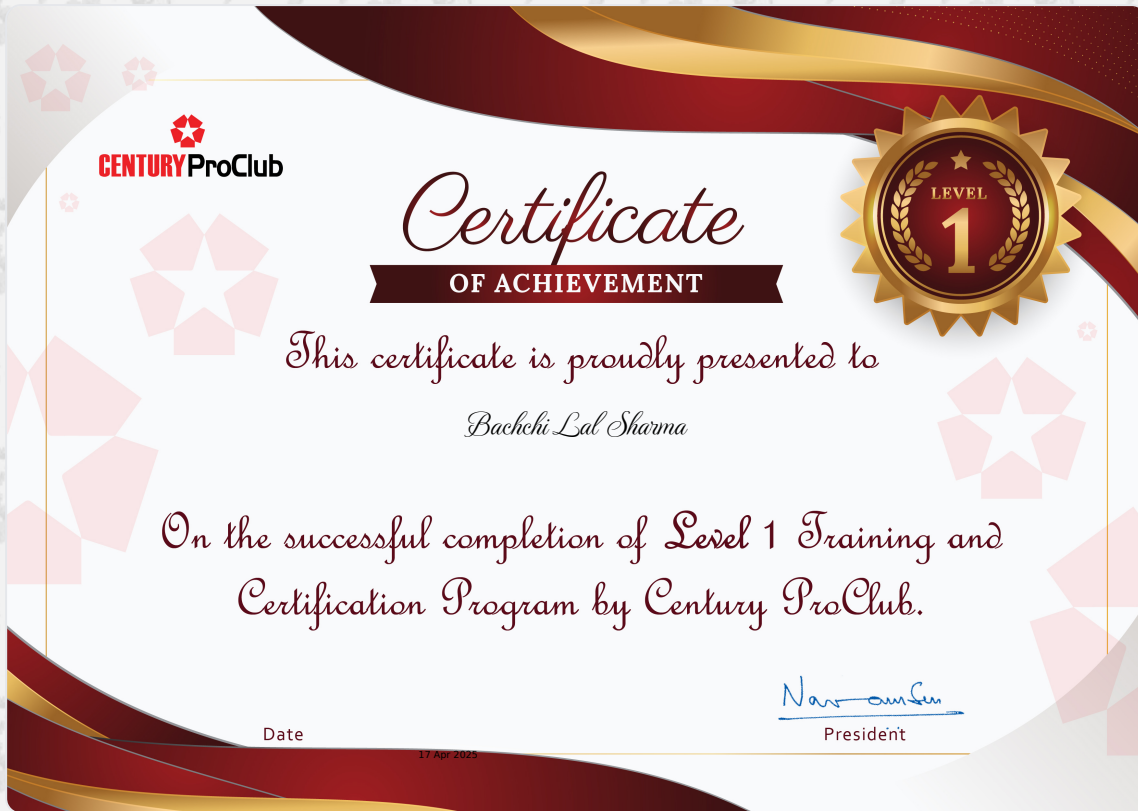 CENTURY ProClub
Certificate
OF ACHIEVEMENT
LEVEL
1
This certificate is proudly presented to
Bachchi Lal Sharma
On the successful completion of Level 1 Training and
Certification Program by Century ProClub.
Date
17 Apr 2025
President